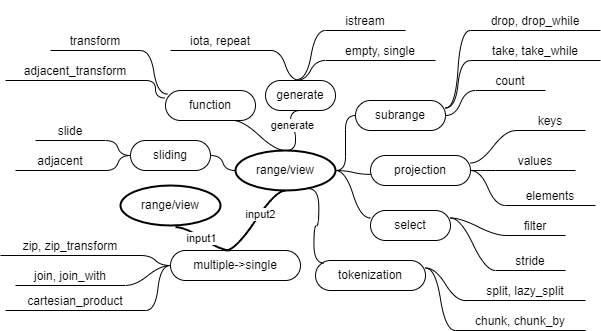 istream
drop, drop_while
transform
iota, repeat
empty, single
take, take_while
adjacent_transform
generate
count
function
subrange
generate
keys
slide
sliding
adjacent
range/view
projection
values
elements
range/view
input2
select
filter
input1
zip, zip_transform
multiple->single
stride
join, join_with
tokenization
split, lazy_split
cartesian_product
chunk, chunk_by